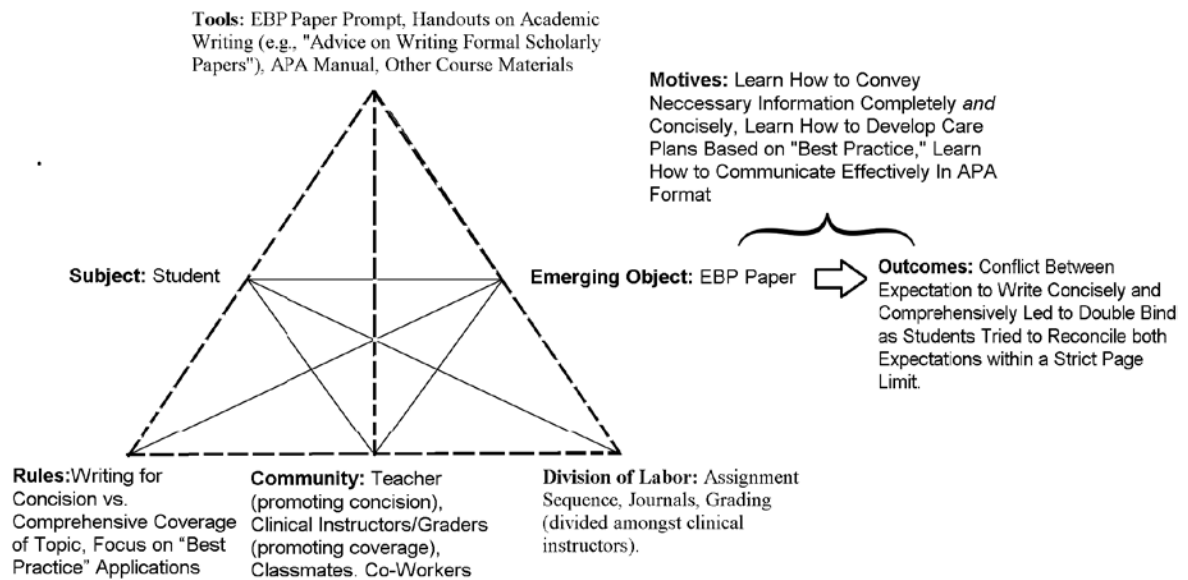 Tools: EBP Paper Prompt, Handouts on Academic
Writing (e.g., "Advice on Writing Formal Scholarly
Papers"), APA Manual, Other Course Materials
Motives: Learn How to Convey
Neccessary Information Completely and
Concisely, Learn How to Develop Care
Plans Based on "Best Practice," Learn
How to Communicate Effectively In APA
Format
Subject: Student
Emerging Object: EBP Paper
Outcomes: Conflict Between
Expectation to Write Concisely and
Comprehensively Led to Double Bind
as Students Tried to Reconcile both
Expectations within a Strict Page
Limit.
Rules:Writing for
Concision vs.
Comprehensive Coverage
of Topic, Focus on “Best
Practice” Applications
Community: Teacher
(promoting concision),
Clinical Instructors/Graders
(promoting coverage),
Classmates. Co-Workers
Division of Labor: Assignment
Sequence, Journals, Grading
(divided amongst clinical
instructors).